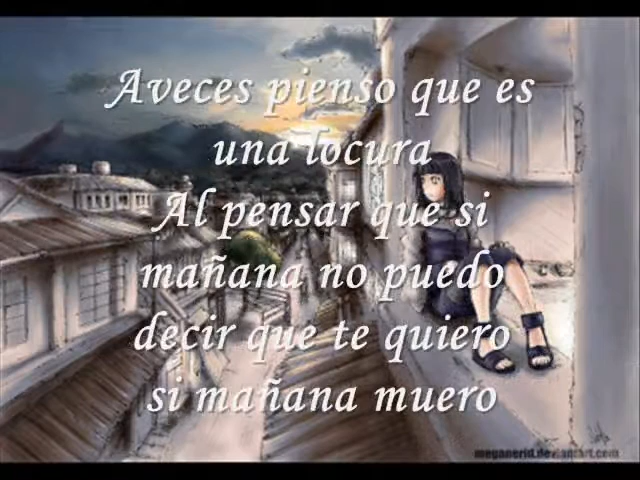 Aveces pienso que es
una locura
Al pensar que si
mañana no puedo
decir que te quiero
si mañana muero
meganerid.deviantart.com